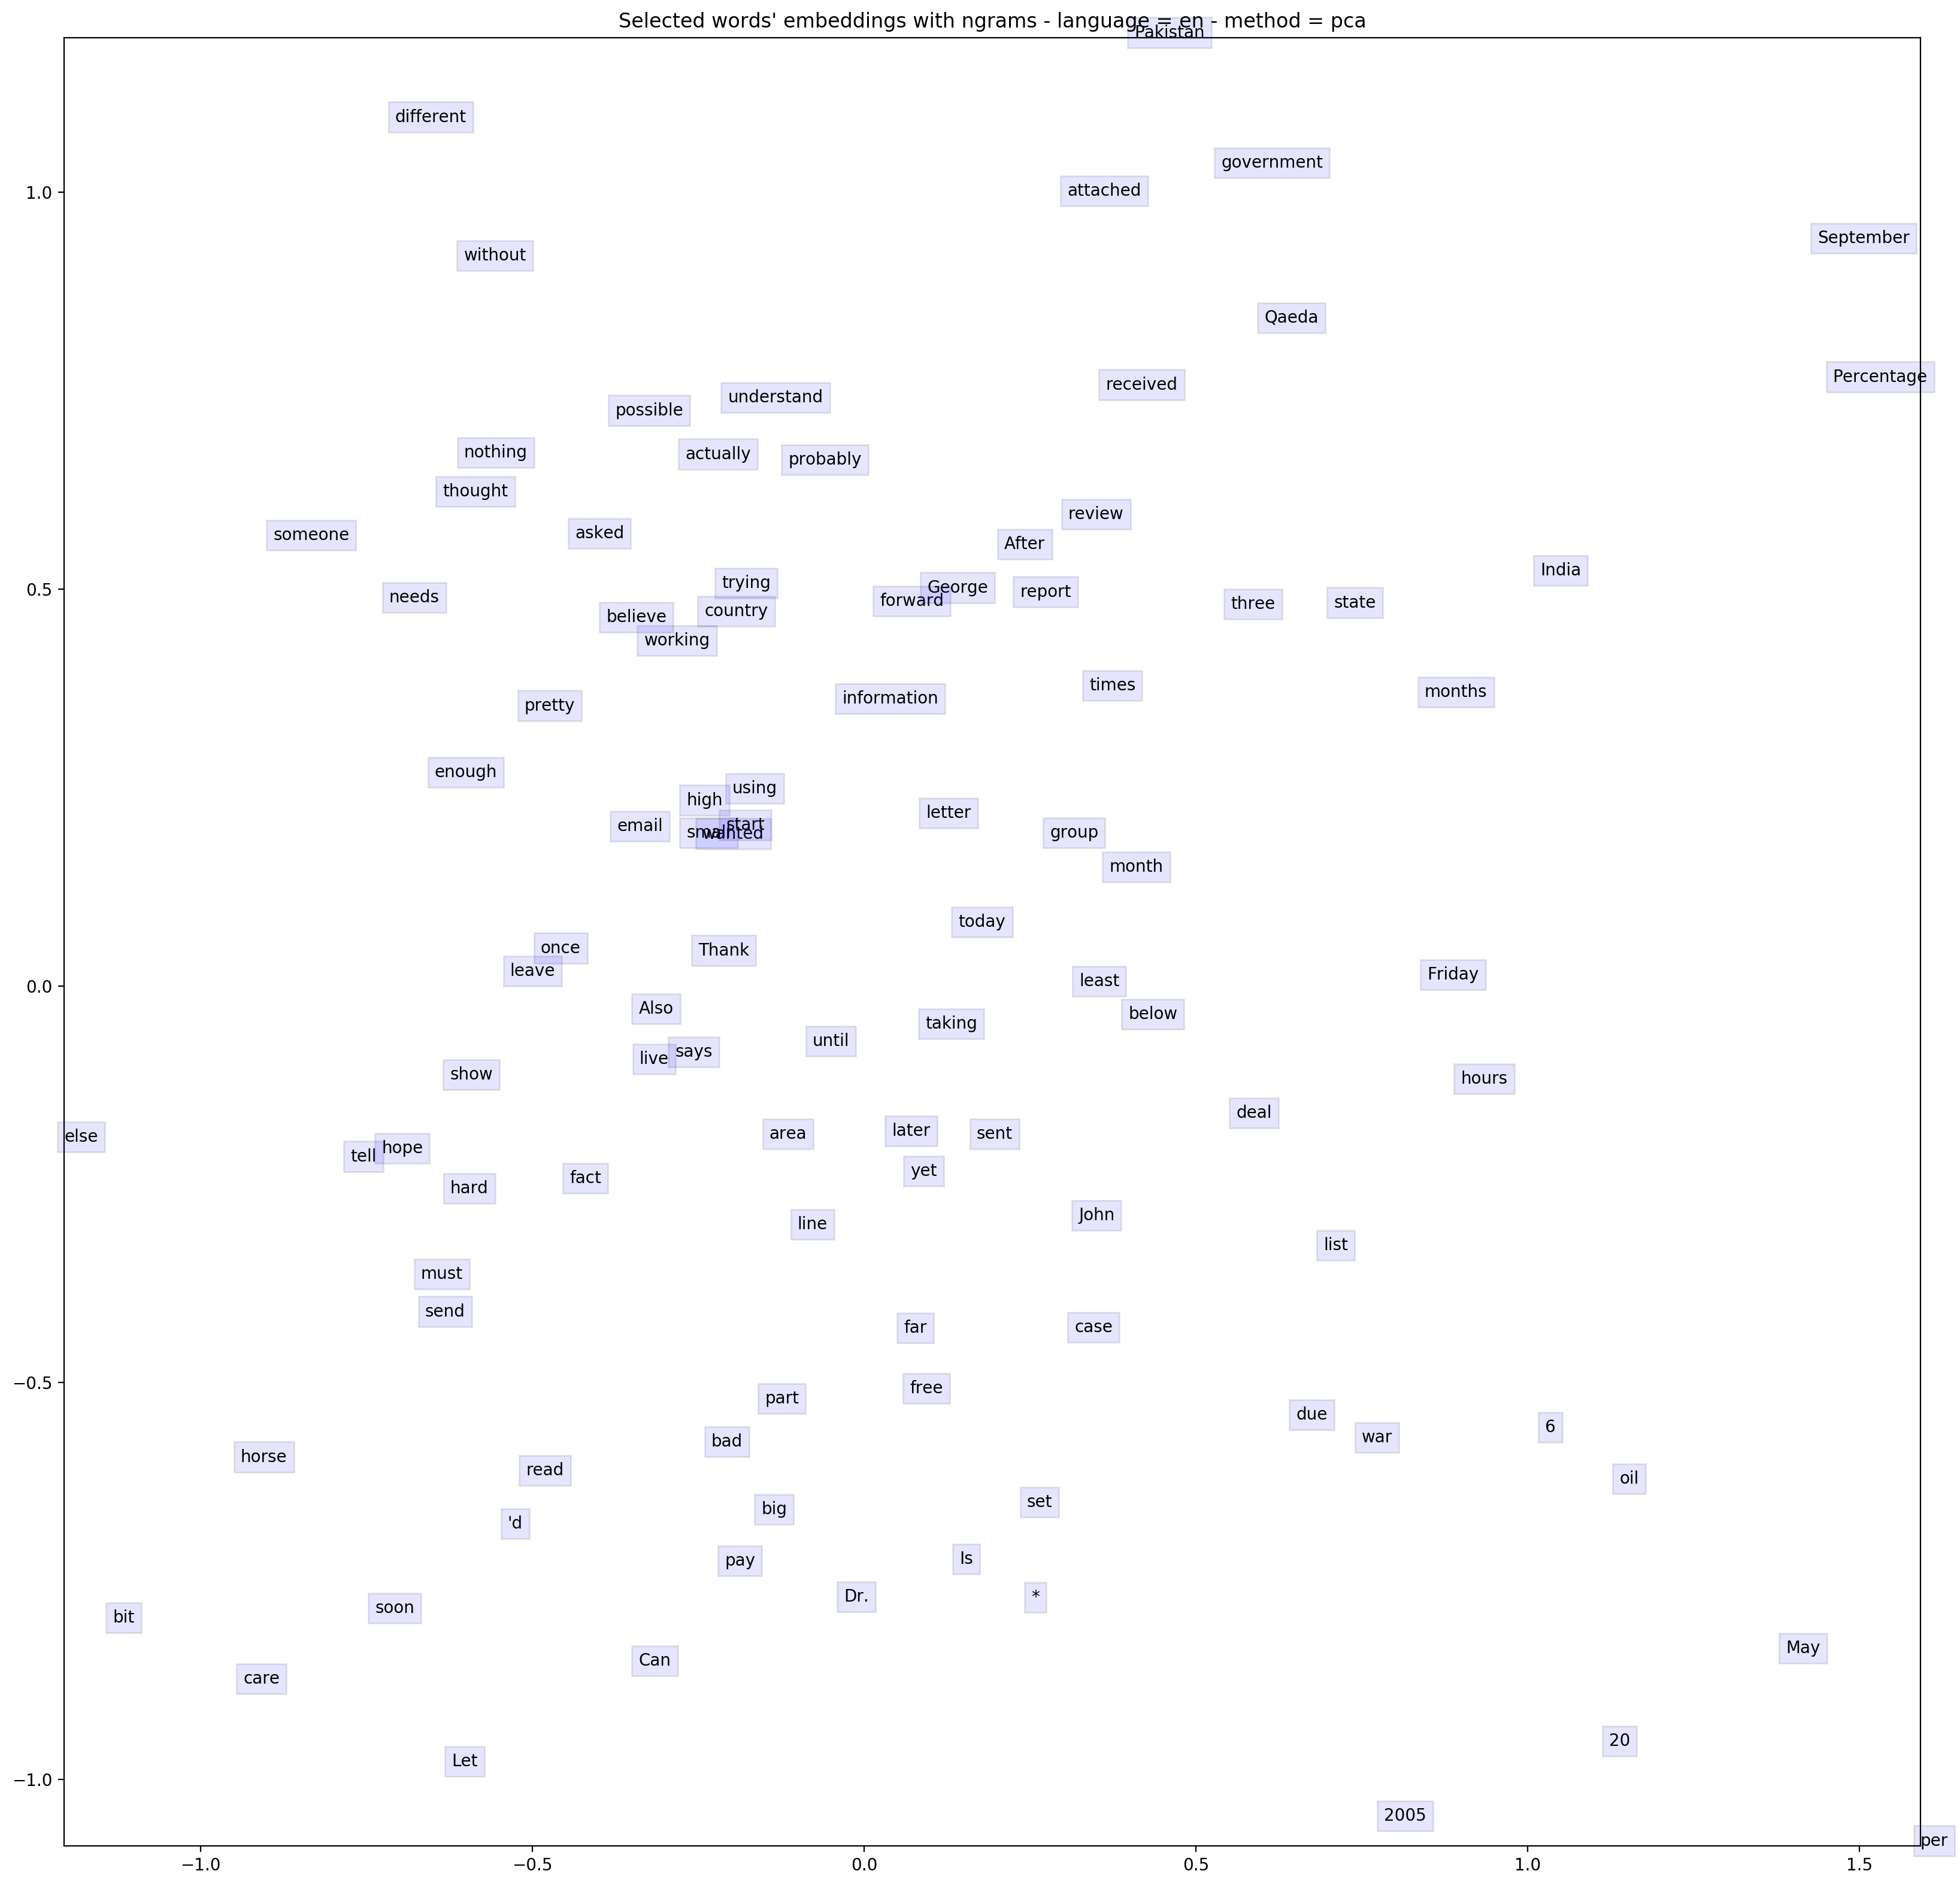 Selected words' embeddings with ngrams - language = en - method = pca
Pakistan
different
government
attached
1.0
September
without
Qaeda
Percentage
received
understand
possible
nothing
actually
probably
thought
review
someone
asked
After
India
trying
0.5
George
report
needs
forward
three
state
country
believe
working
times
months
information
pretty
enough
using
high
letter
email
start
small
wanted
group
month
today
once
Thank
leave
Friday
0.0
least
Also
below
taking
until
says
live
show
hours
deal
else
area
later
sent
hope
tell
yet
fact
hard
John
line
list
must
send
far
case
−0.5
free
part
due
6
war
bad
horse
read
oil
set
big
'd
Is
pay
Dr.
*
soon
bit
May
Can
care
20
Let
−1.0
2005
per
−1.0
−0.5
0.0
0.5
1.0
1.5